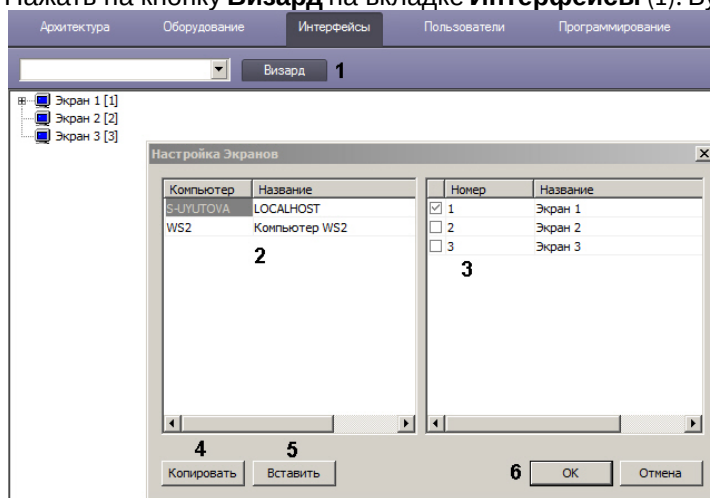 Нажать на кнопку Визард на вкладке Интерфейсы (1).
Архитектура Оборудование Интерфейсы Пользователи Программирование
Визард 1
Экран 1 [1]
Экран 2 [2]
Экран 3 [3]
Настройка Экранов
Компьютер Название Номер Название
S-UYUTOVA LOCALHOST 1 Экран 1
WS2 Компьютер WS2 2 Экран 2
3 Экран 3
2 3
4 5
Копировать Вставить 6 OK Отмена